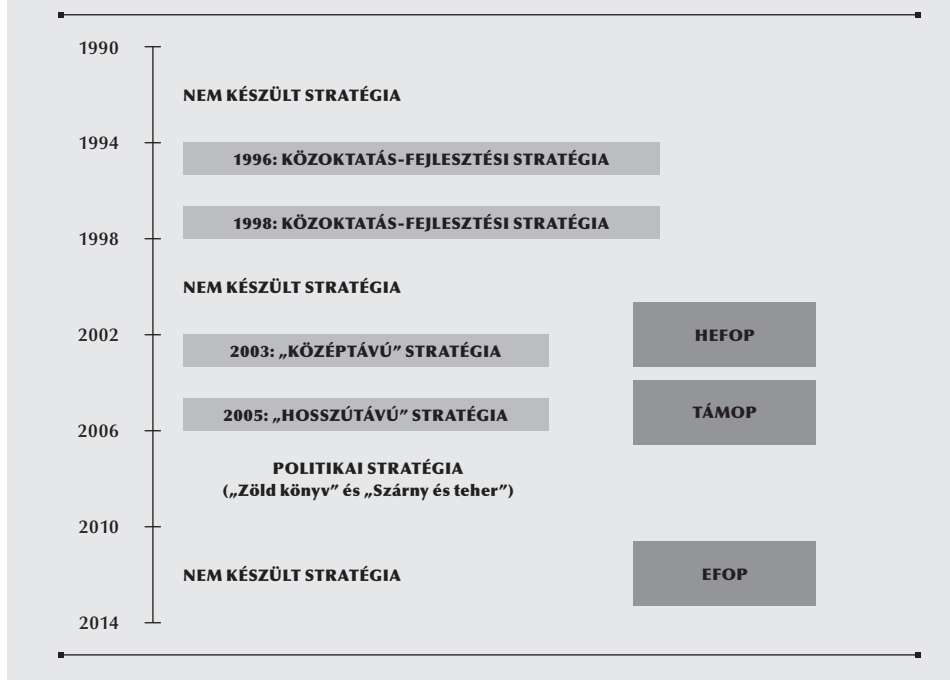 1990
NEM KÉSZÜLT STRATÉGIA
1994
1996: KÖZOKTATÁS-FEJLESZTÉSI STRATÉGIA
1998: KÖZOKTATÁS-FEJLESZTÉSI STRATÉGIA
1998
NEM KÉSZÜLT STRATÉGIA
2002
HEFOP
2003: „KÖZÉPTÁVÚ” STRATÉGIA
2005: „HOSSZÚTÁVÚ” STRATÉGIA
TÁMOP
2006
POLITIKAI STRATÉGIA
(„Zöld könyv” és „Szárny és teher”)
2010
NEM KÉSZÜLT STRATÉGIA
EFOP
2014